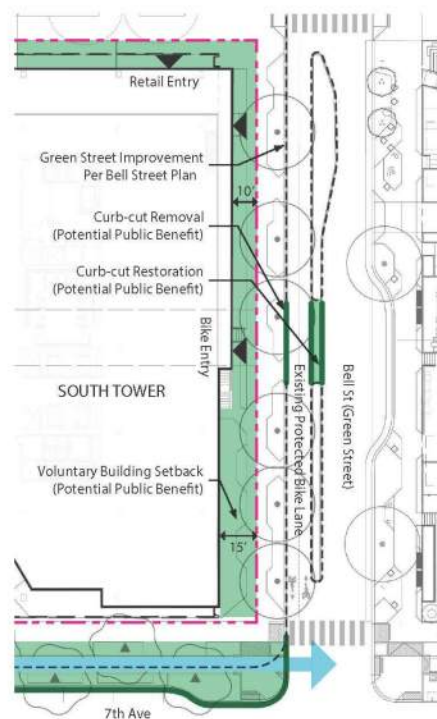 Retail Entry
Green Street Improvement
Per Bell Street Plan
10'
Curb-cut Removal
(Potential Public Benefit)
Curb-cut Restoration
(Potential Public Benefit)
Bike Entry
SOUTH TOWER
Existing Protected Bike Lane
Bell St (Green Street)
Voluntary Building Setback
(Potential Public Benefit)
15'
7th Ave